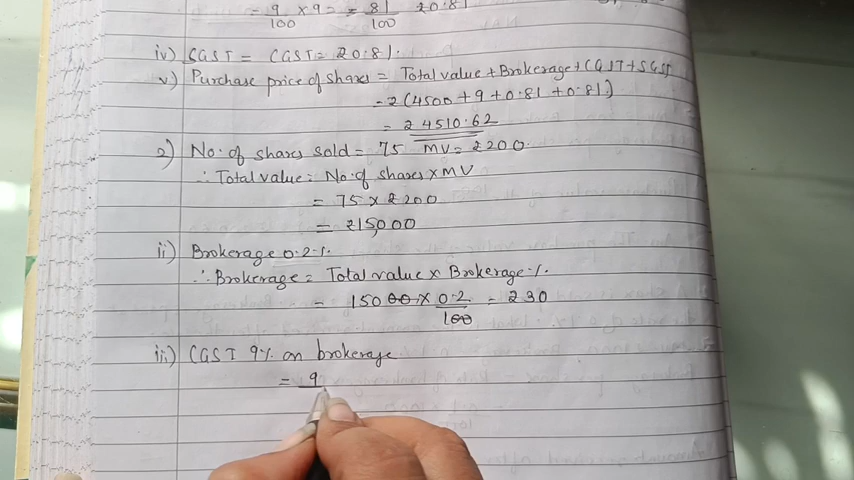 = 9/100 × 9 = 81/100 ₹0.81
iv) SGST = CGST = ₹0.81.
v) Purchase price of shares = Total value + Brokerage + CGST + SGST
= ₹(4500 + 9 + 0.81 + 0.81)
= ₹4510.62
2) No. of shares sold = 75 MV = ₹200.
∴ Total value = No. of shares × MV
= 75 × ₹200
= ₹15,000
ii) Brokerage 0.2%
∴ Brokerage = Total value × Brokerage %.
= 15000 × 0.2/100 = ₹30
iii) CGST 9% on brokerage.
= 9